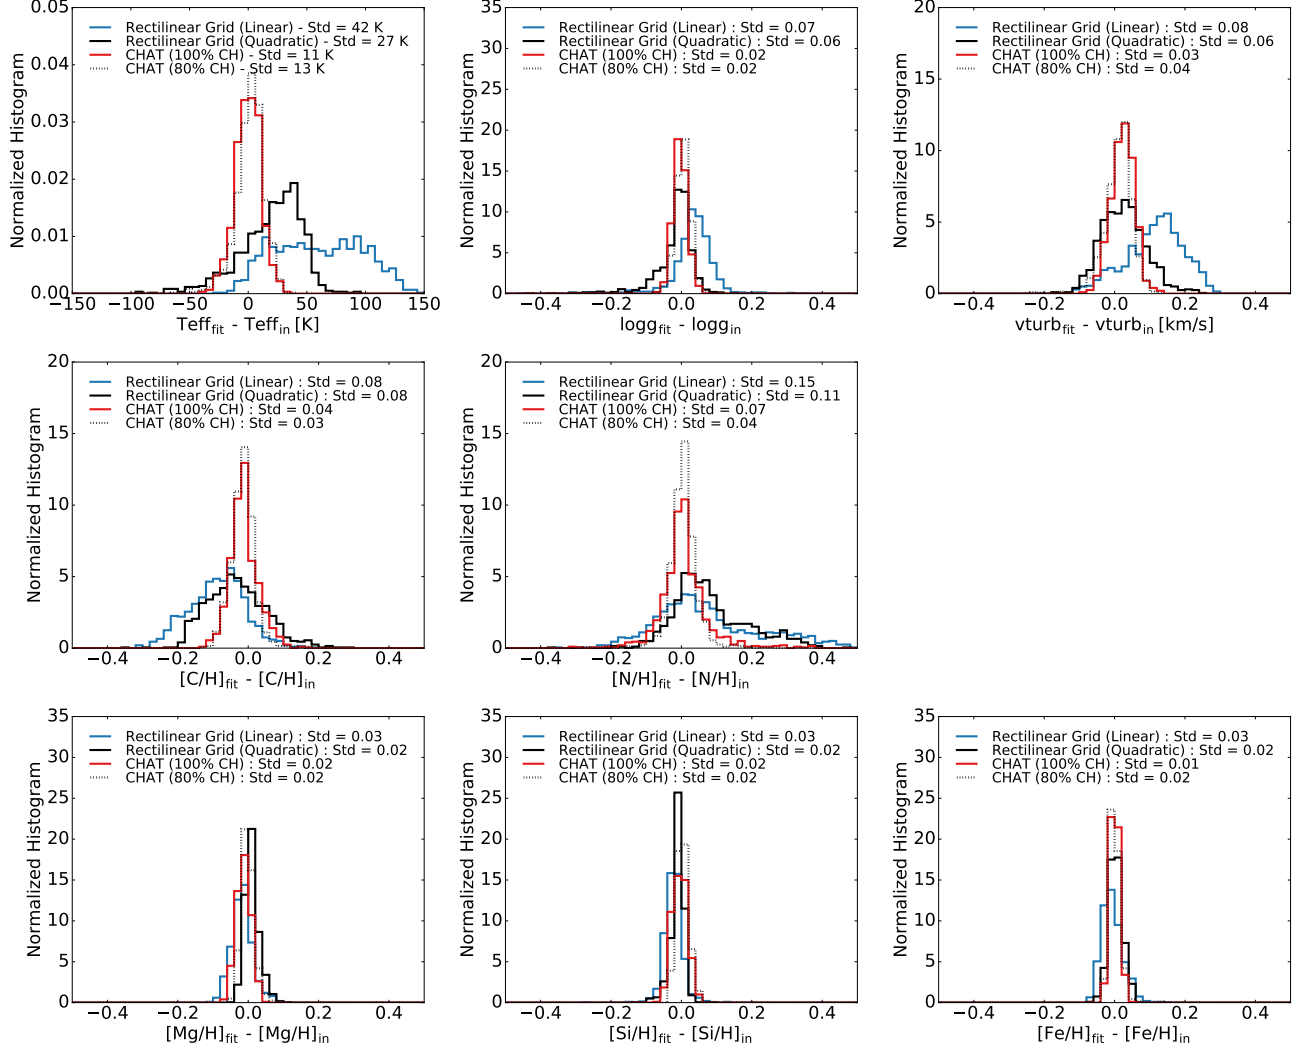 0.05
0.04
0.03
0.02
0.01
0.00
Normalized Histogram
Rectilinear Grid (Linear) - Std = 42 K
Rectilinear Grid (Quadratic) - Std = 27 K
CHAT (100% CH) - Std = 11 K
CHAT (80% CH) - Std = 13 K
−150 −100 −50 0 50 100 150
Teff_fit - Teff_in [K]
35
30
25
20
15
10
5
0
Normalized Histogram
Rectilinear Grid (Linear) : Std = 0.07
Rectilinear Grid (Quadratic) : Std = 0.06
CHAT (100% CH) : Std = 0.02
CHAT (80% CH) : Std = 0.02
−0.4 −0.2 0.0 0.2 0.4
logg_fit - logg_in
20
15
10
5
0
Normalized Histogram
Rectilinear Grid (Linear) : Std = 0.08
Rectilinear Grid (Quadratic) : Std = 0.06
CHAT (100% CH) : Std = 0.03
CHAT (80% CH) : Std = 0.04
−0.4 −0.2 0.0 0.2 0.4
vturb_fit - vturb_in [km/s]
20
15
10
5
0
Normalized Histogram
Rectilinear Grid (Linear) : Std = 0.08
Rectilinear Grid (Quadratic) : Std = 0.08
CHAT (100% CH) : Std = 0.04
CHAT (80% CH) : Std = 0.03
−0.4 −0.2 0.0 0.2 0.4
[C/H]_fit - [C/H]_in
20
15
10
5
0
Normalized Histogram
Rectilinear Grid (Linear) : Std = 0.15
Rectilinear Grid (Quadratic) : Std = 0.11
CHAT (100% CH) : Std = 0.07
CHAT (80% CH) : Std = 0.04
−0.4 −0.2 0.0 0.2 0.4
[N/H]_fit - [N/H]_in
35
30
25
20
15
10
5
0
Normalized Histogram
Rectilinear Grid (Linear) : Std = 0.03
Rectilinear Grid (Quadratic) : Std = 0.02
CHAT (100% CH) : Std = 0.02
CHAT (80% CH) : Std = 0.02
−0.4 −0.2 0.0 0.2 0.4
[Mg/H]_fit - [Mg/H]_in
35
30
25
20
15
10
5
0
Normalized Histogram
Rectilinear Grid (Linear) : Std = 0.03
Rectilinear Grid (Quadratic) : Std = 0.02
CHAT (100% CH) : Std = 0.02
CHAT (80% CH) : Std = 0.02
−0.4 −0.2 0.0 0.2 0.4
[Si/H]_fit - [Si/H]_in
35
30
25
20
15
10
5
0
Normalized Histogram
Rectilinear Grid (Linear) : Std = 0.03
Rectilinear Grid (Quadratic) : Std = 0.02
CHAT (100% CH) : Std = 0.01
CHAT (80% CH) : Std = 0.02
−0.4 −0.2 0.0 0.2 0.4
[Fe/H]_fit - [Fe/H]_in